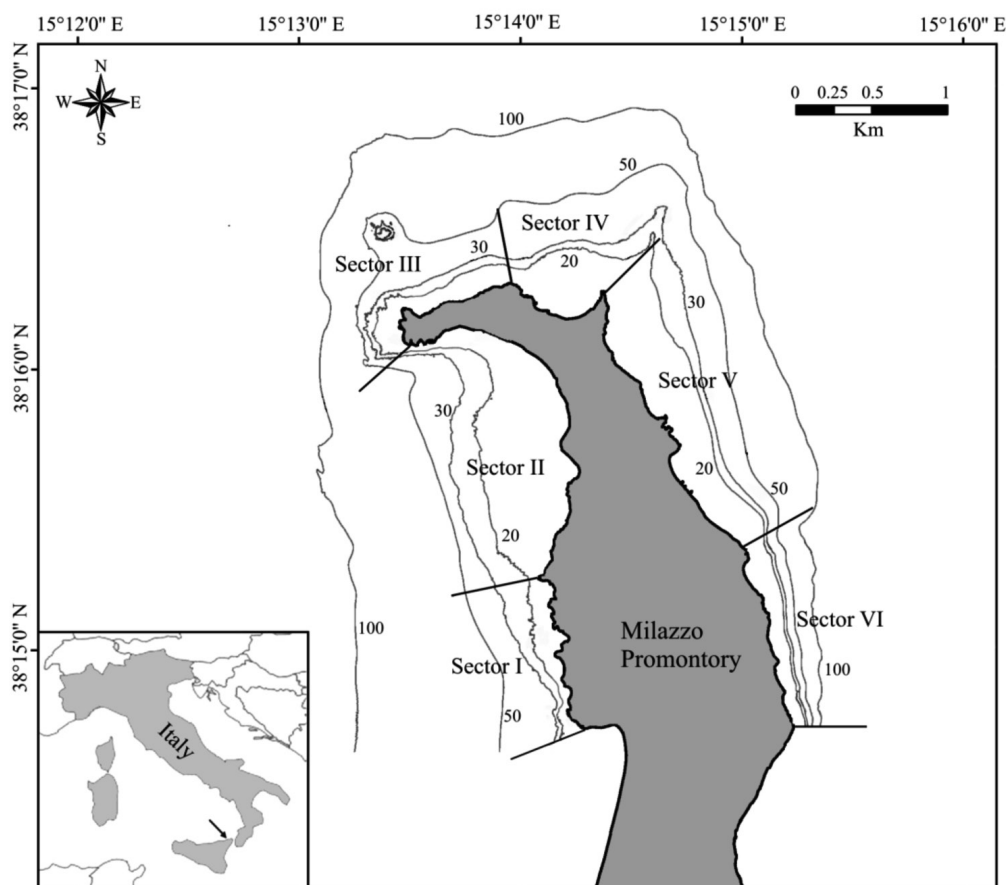 15°12'0" E
15°13'0" E
15°14'0" E
15°15'0" E
15°16'0" E
38°17'0" N
38°16'0" N
38°15'0" N
N
W
E
S
0 0.25 0.5 1
Km
100
50
Sector IV
30
20
Sector III
30
Sector V
30
Sector II
20
50
20
Sector VI
100
Milazzo
Promontory
100
Sector I
50
Italy